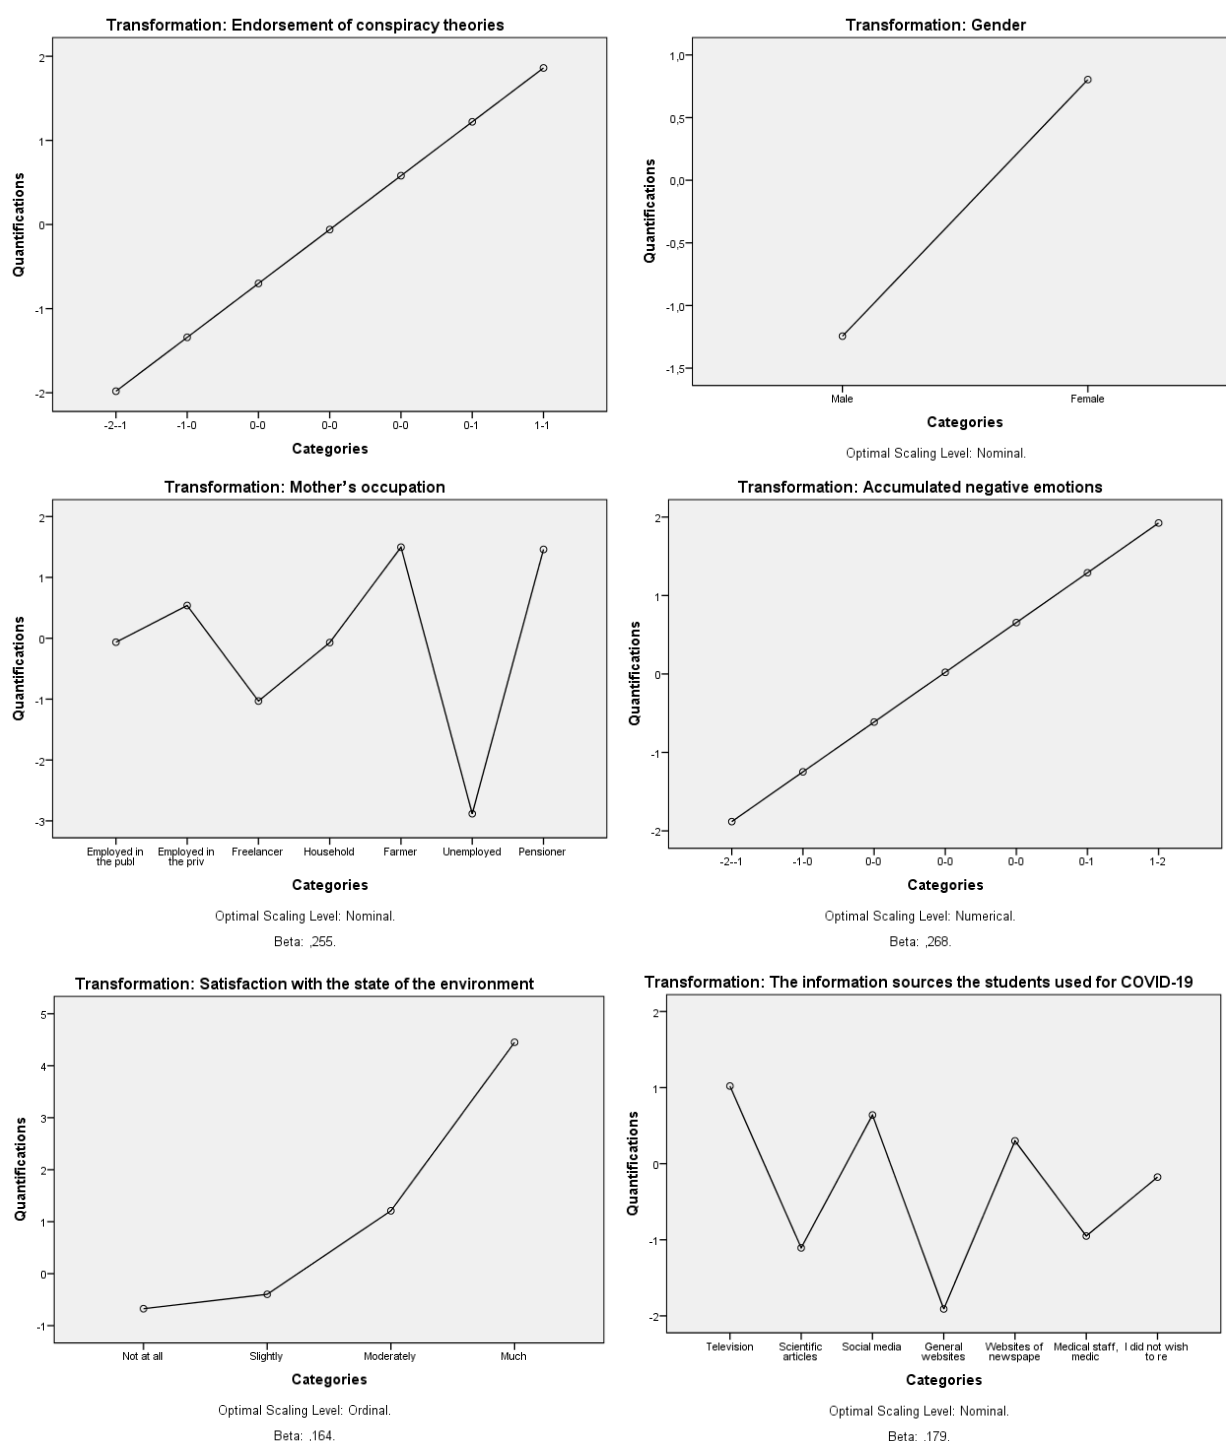 Transformation: Endorsement of conspiracy theories
Quantifications
2
1
0
-1
-2
-2--1 -1-0 0-0 0-0 0-0 0-1 1-1
Categories
Transformation: Gender
Quantifications
1,0
0,5
0,0
-0,5
-1,0
-1,5
Male Female
Categories
Optimal Scaling Level: Nominal.
Transformation: Mother's occupation
Quantifications
2
1
0
-1
-2
-3
Employed in the publ Employed in the priv Freelancer Household Farmer Unemployed Pensioner
Categories
Optimal Scaling Level: Nominal.
Beta: ,255.
Transformation: Accumulated negative emotions
Quantifications
2
1
0
-1
-2
-2--1 -1-0 0-0 0-0 0-0 0-1 1-2
Categories
Optimal Scaling Level: Numerical.
Beta: ,268.
Transformation: Satisfaction with the state of the environment
Quantifications
5
4
3
2
1
0
-1
Not at all Slightly Moderately Much
Categories
Optimal Scaling Level: Ordinal.
Beta: ,164.
Transformation: The information sources the students used for COVID-19
Quantifications
2
1
0
-1
-2
Television Scientific articles Social media General websites Websites of newspape Medical staff, medic I did not wish to re
Categories
Optimal Scaling Level: Nominal.
Beta: ,179.